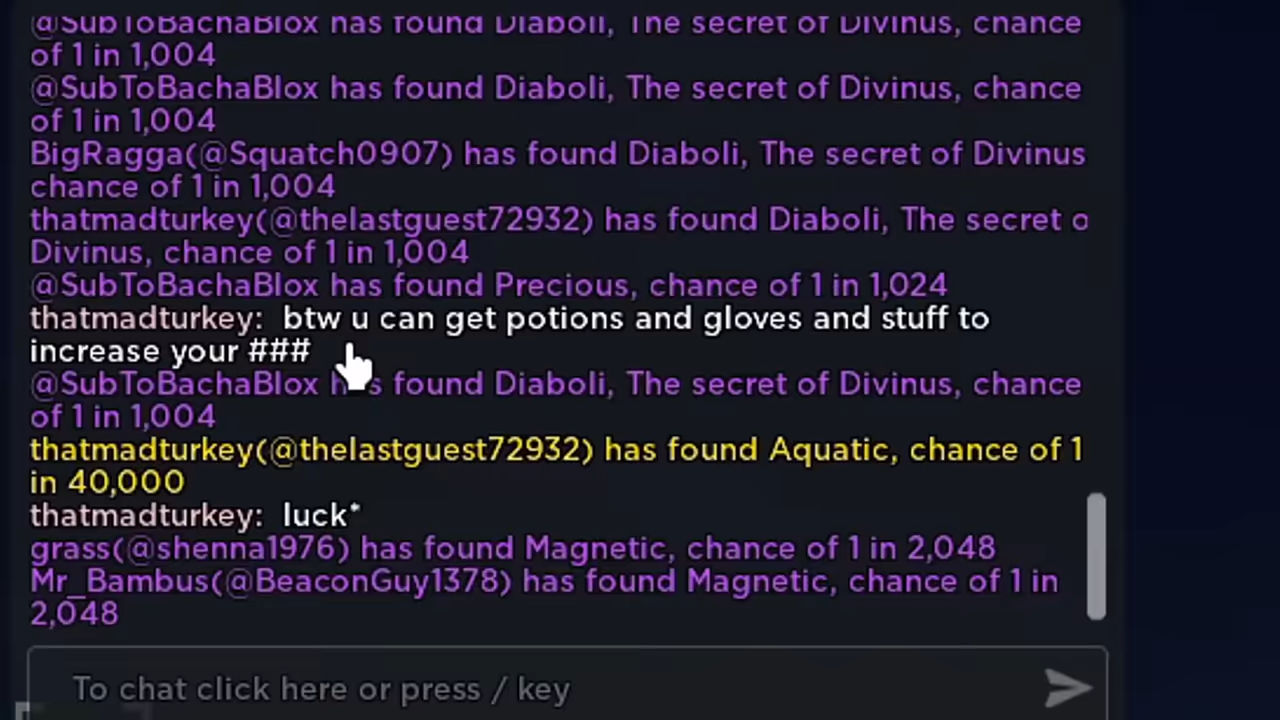 @SubToBachaBlox has found Diaboli, The secret of Divinus, chance
of 1 in 1,004
@SubToBachaBlox has found Diaboli, The secret of Divinus, chance
of 1 in 1,004
BigRagga(@Squatch0907) has found Diaboli, The secret of Divinus
chance of 1 in 1,004
thatmadturkey(@thelastguest72932) has found Diaboli, The secret o
Divinus, chance of 1 in 1,004
@SubToBachaBlox has found Precious, chance of 1 in 1,024
thatmadturkey: btw u can get potions and gloves and stuff to
increase your ###
@SubToBachaBlox has found Diaboli, The secret of Divinus, chance
of 1 in 1,004
thatmadturkey(@thelastguest72932) has found Aquatic, chance of 1
in 40,000
thatmadturkey: luck*
grass(@shenna1976) has found Magnetic, chance of 1 in 2,048
Mr_Bambus(@BeaconGuy1378) has found Magnetic, chance of 1 in
2,048
To chat click here or press / key